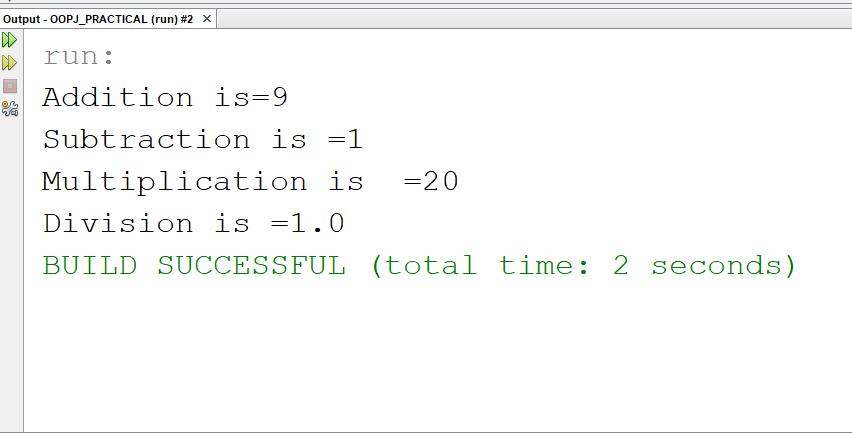 Output - OOPJ_PRACTICAL (run) #2 ×
run:
Addition is=9
Subtraction is =1
Multiplication is  =20
Division is =1.0
BUILD SUCCESSFUL (total time: 2 seconds)